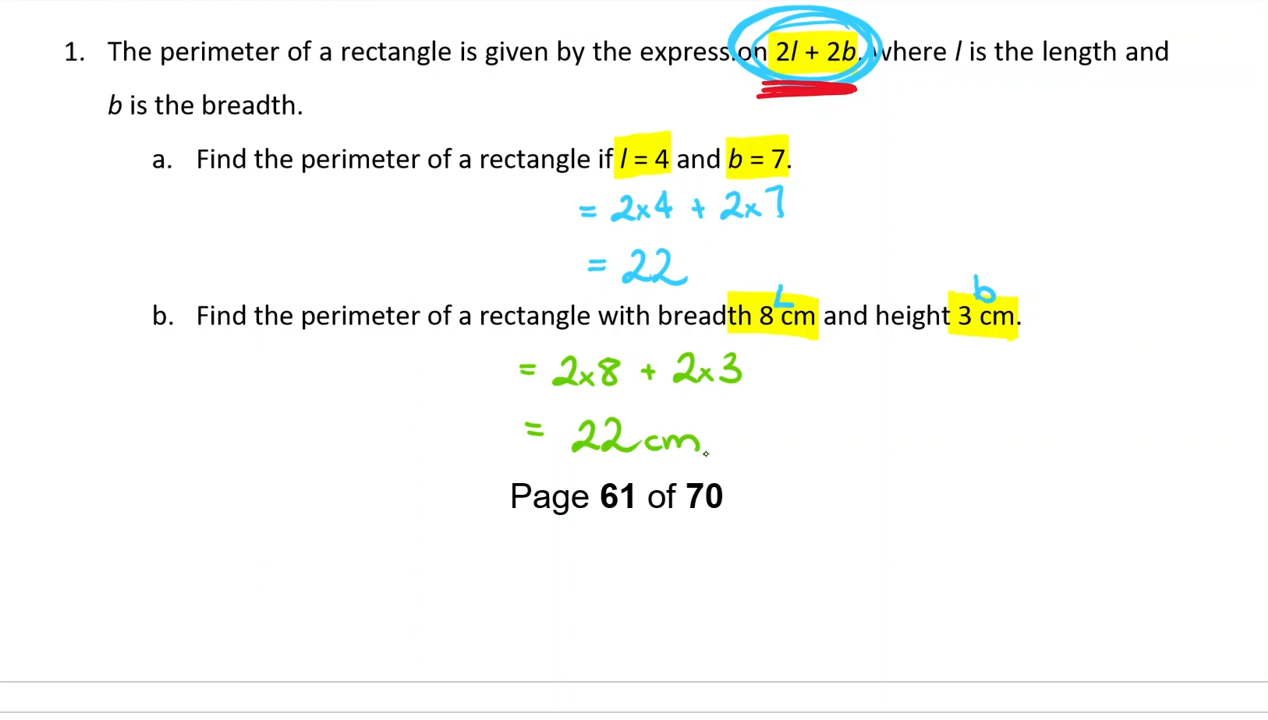 1. The perimeter of a rectangle is given by the expression 2l + 2b, where l is the length and
b is the breadth.
a. Find the perimeter of a rectangle if l = 4 and b = 7.
= 2×4 + 2×7
= 22
L b
b. Find the perimeter of a rectangle with breadth 8 cm and height 3 cm.
= 2×8 + 2×3
= 22 cm.
Page 61 of 70